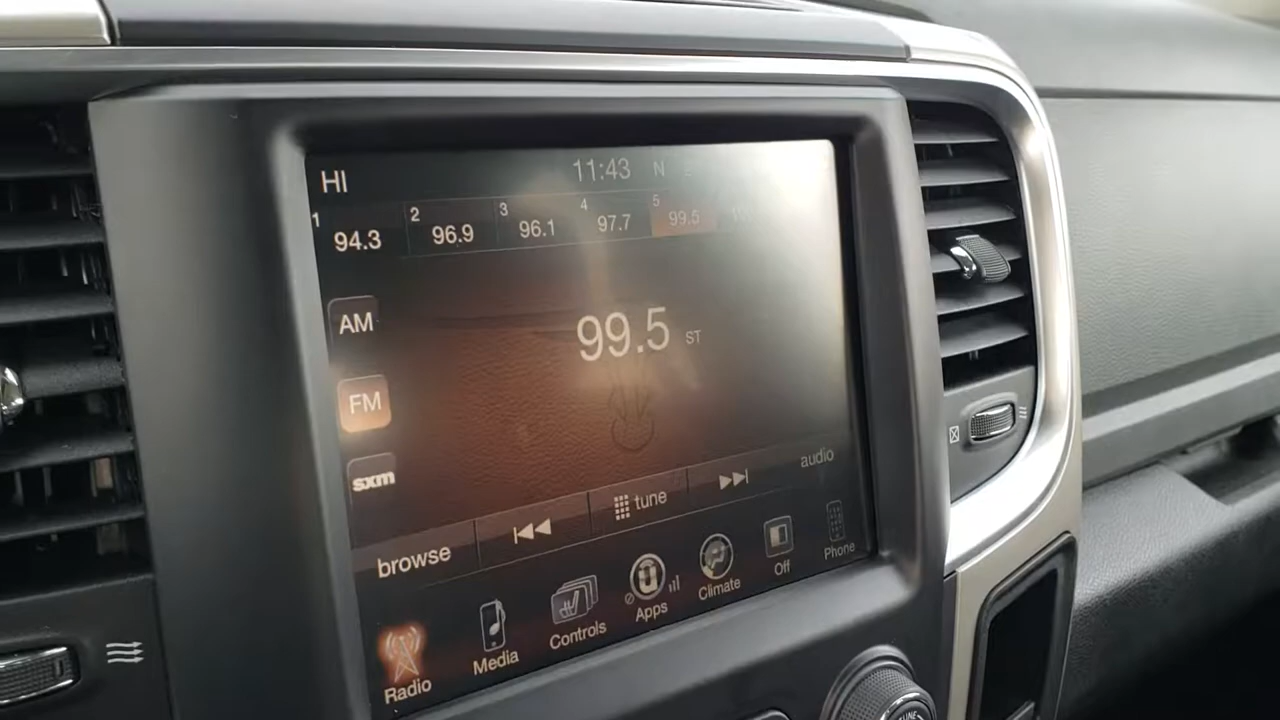 HI 11:43 N
1 94.3 2 96.9 3 96.1 4 97.7 5 99.5
AM
99.5 ST
FM
sxm
browse tune audio
Radio Media Controls Apps Climate Off Phone
TUNE